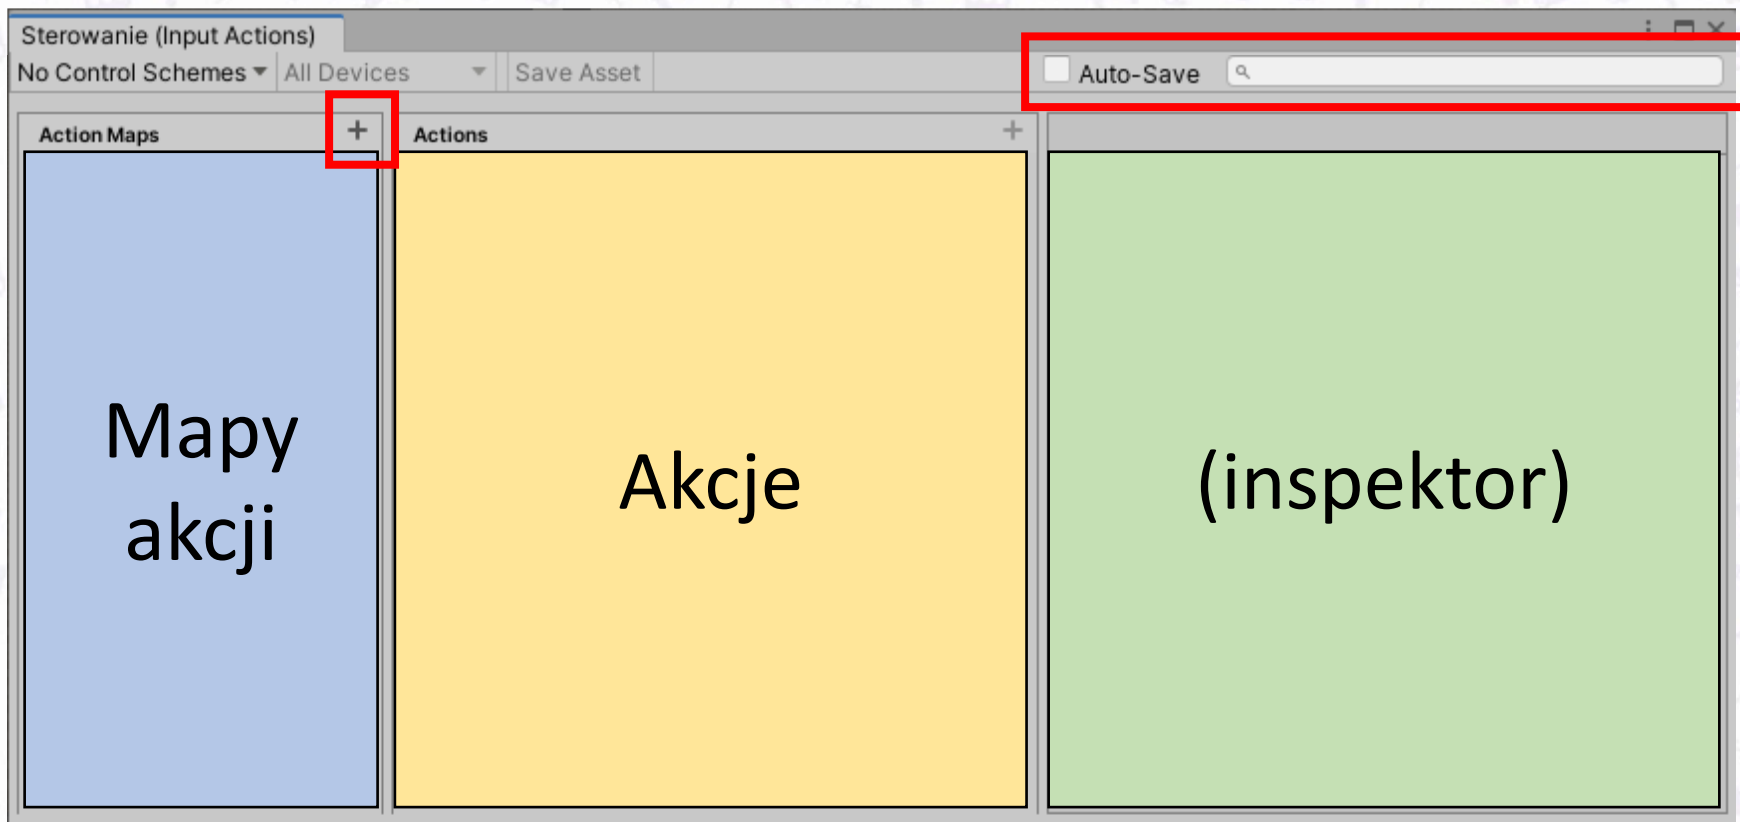 Sterowanie (Input Actions)
No Control Schemes All Devices Save Asset Auto-Save
Action Maps + Actions +
Mapy
akcji
Akcje
(inspektor)